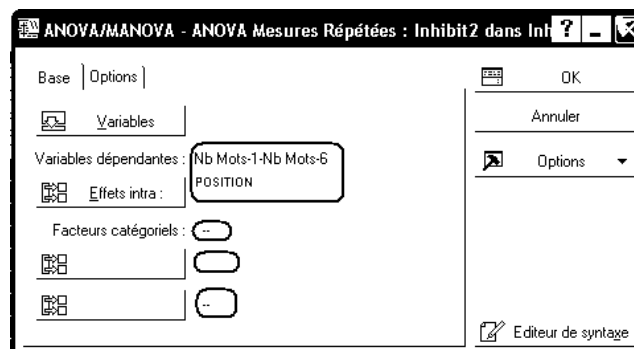 ANOVA/MANOVA - ANOVA Mesures Répétées : Inhibit2 dans Inh
Base
Options
OK
Variables
Annuler
Variables dépendantes : Nb Mots-1-Nb Mots-6
Options
Effets intra : POSITION
Facteurs catégoriels : --
--
Editeur de syntaxe